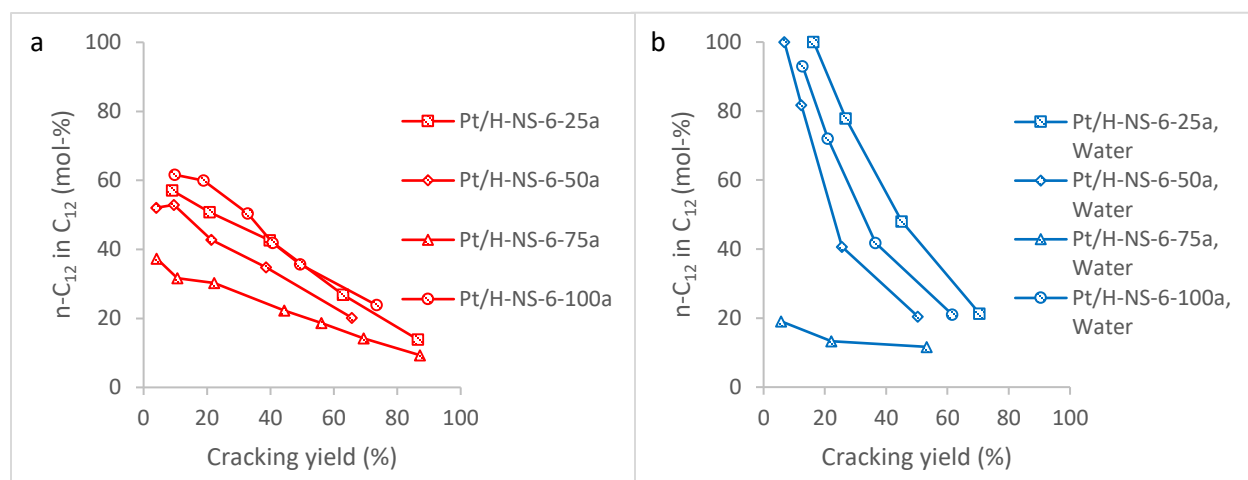 a
100
80
60
40
20
0
n-C12 in C12 (mol-%)
0 20 40 60 80 100
Cracking yield (%)
Pt/H-NS-6-25a
Pt/H-NS-6-50a
Pt/H-NS-6-75a
Pt/H-NS-6-100a
b
100
80
60
40
20
0
n-C12 in C12 (mol-%)
0 20 40 60 80 100
Cracking yield (%)
Pt/H-NS-6-25a,
Water
Pt/H-NS-6-50a,
Water
Pt/H-NS-6-75a,
Water
Pt/H-NS-6-100a,
Water